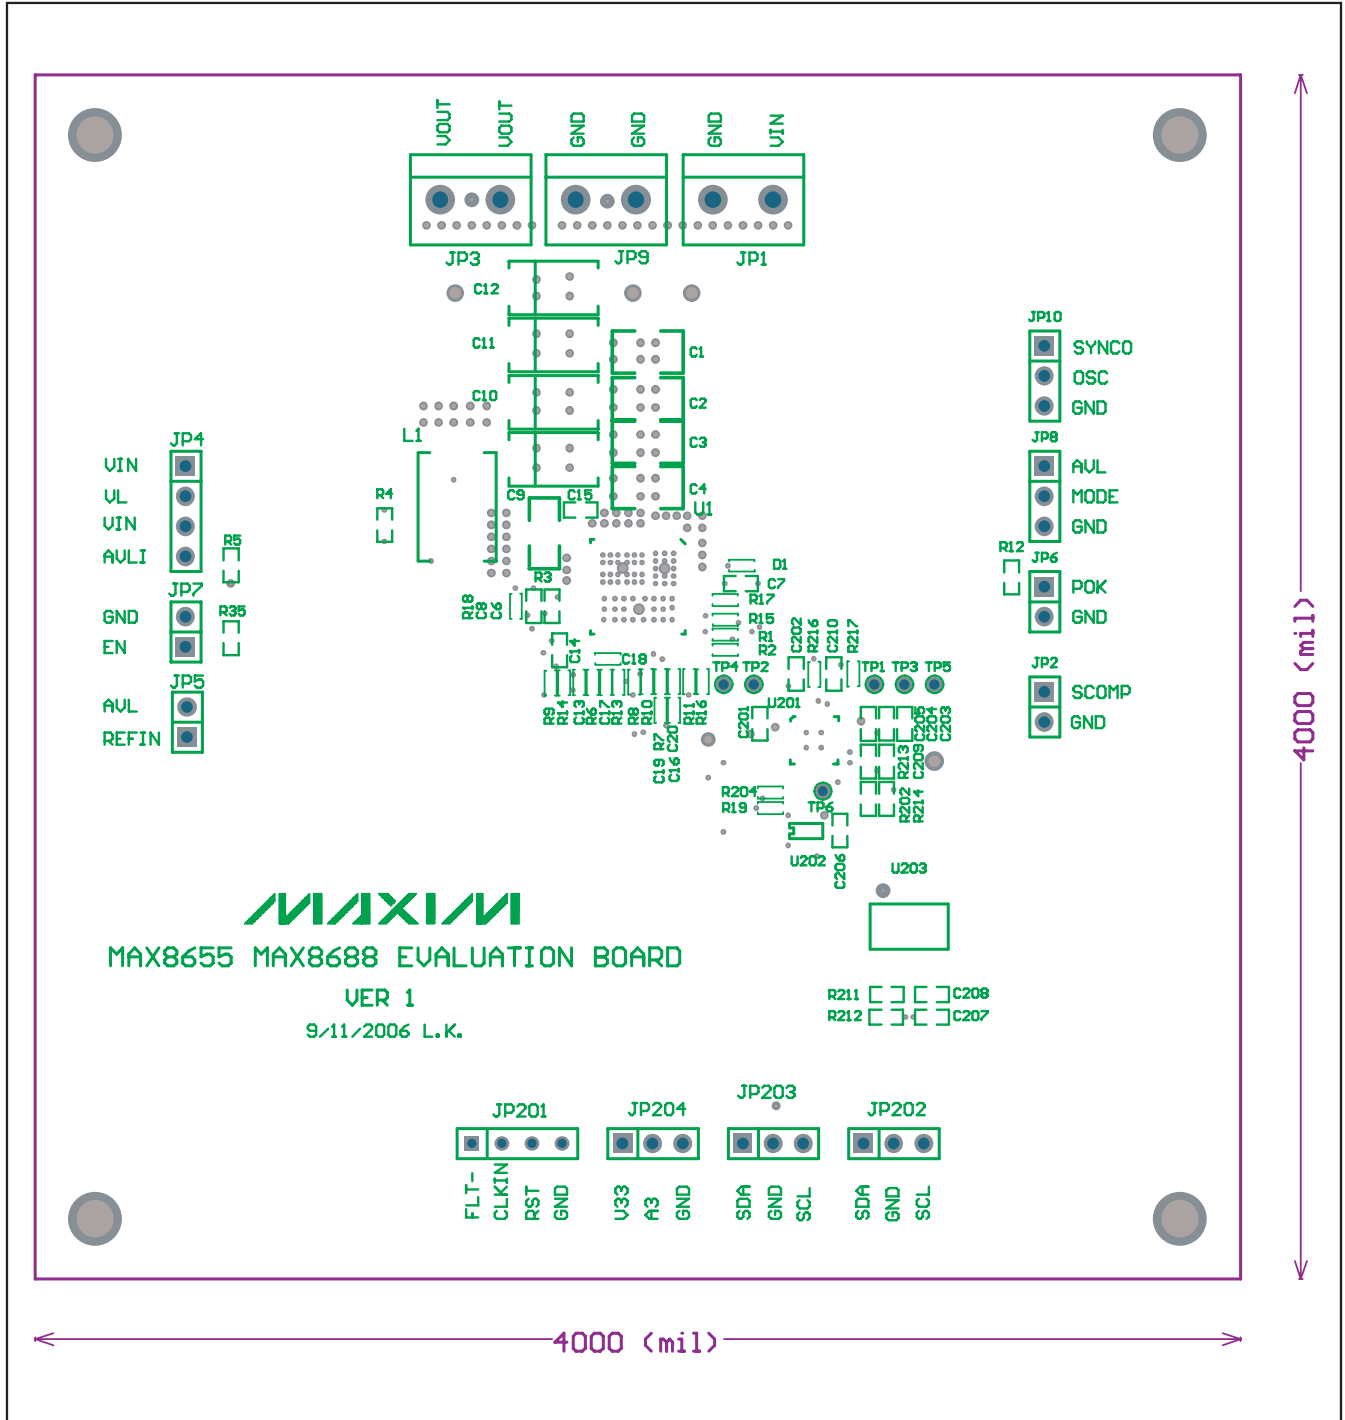 VOUT VOUT GND GND GND VIN
JP3 JP9 JP1
C12
C11
C10
C1
C2
C3
C4
L1
C9 C15 U1
JP10
SYNCO
OSC
GND
JP8
AVL
MODE
GND
R12
JP6
POK
GND
JP2
SCOMP
GND
JP4
VIN
VL
VIN
AVLI
JP7
GND
EN
JP5
AVL
REFIN
R4
R5
R35
R3
R18 C8 C6
C14
C18
D1
C7
R17
R15
R1
R2
C202 R216 C210 R217
TP4 TP2 TP1 TP3 TP5
R9 R14 C13 R6 C17 R13 R8 R10 R11 R16
R7 C20
C19 C16
C201 U201
C205 C204 C203
R213 C209
R202 R214
R204
R19
TP6
U202 C206
U203
MAXIM
MAX8655 MAX8688 EVALUATION BOARD
VER 1
9/11/2006 L.K.
R211 C208
R212 C207
JP201 JP204 JP203 JP202
FLT- CLKIN RST GND
V33 A3 GND
SDA GND SCL
SDA GND SCL
4000 (mil)
4000 (mil)